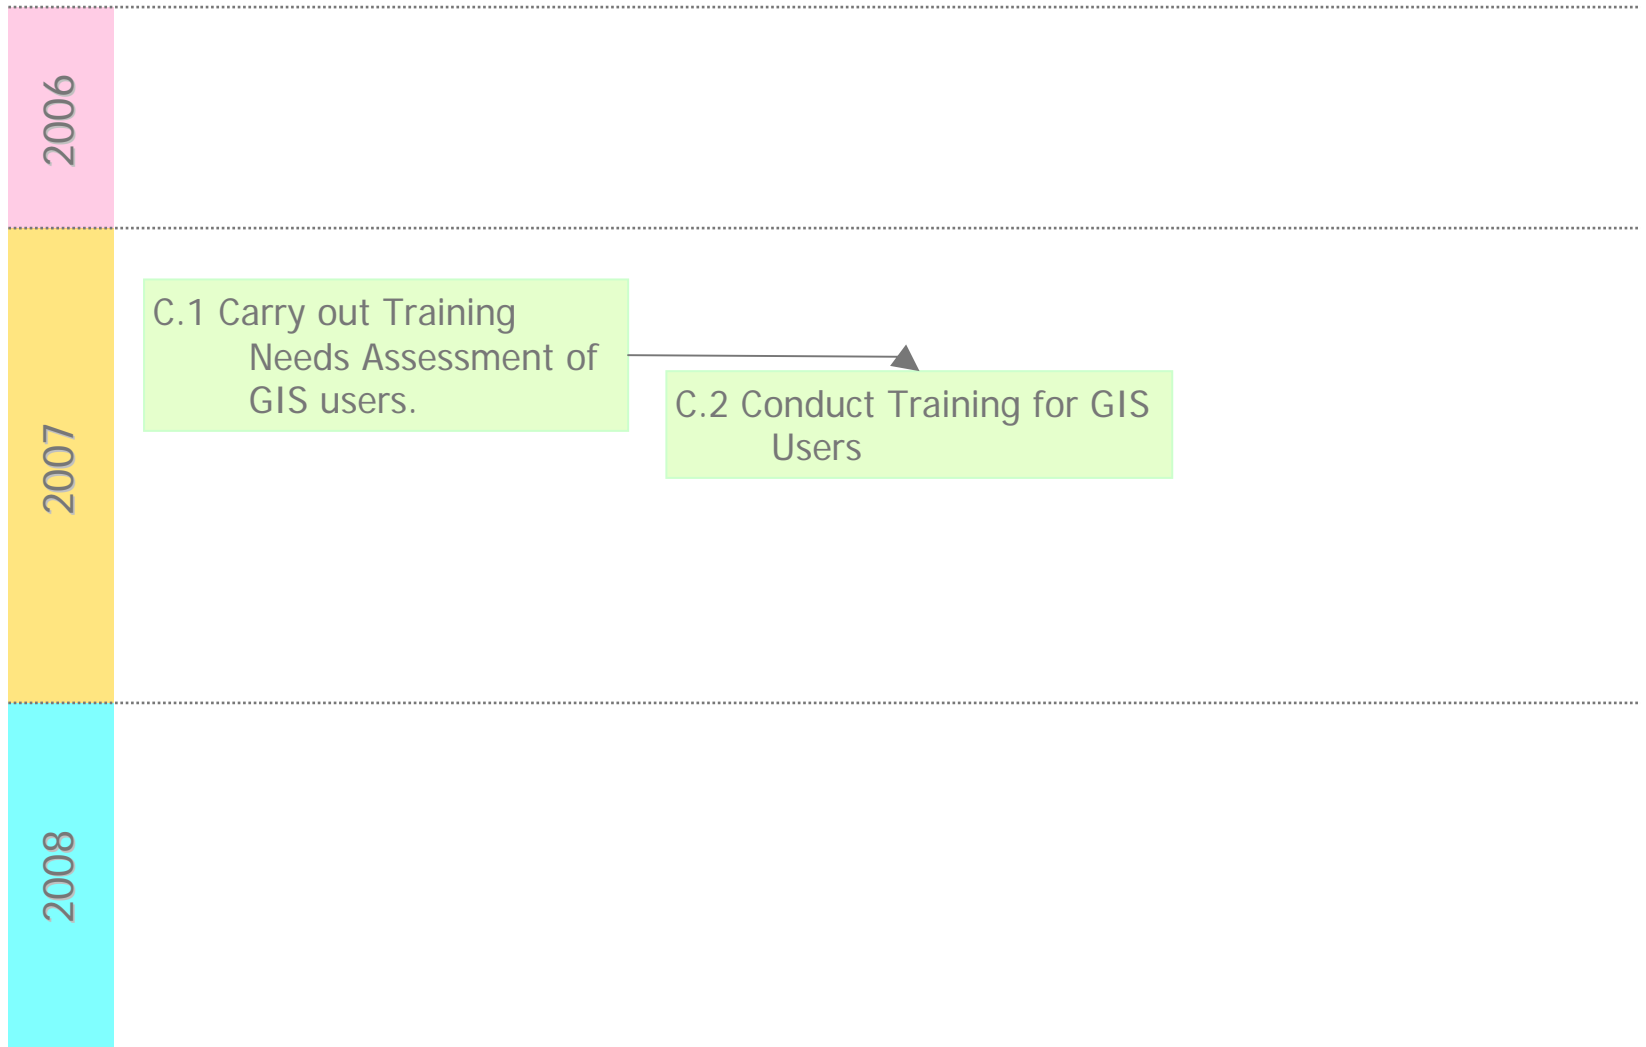 2006
2007
C.1 Carry out Training
Needs Assessment of
GIS users.
C.2 Conduct Training for GIS
Users
2008